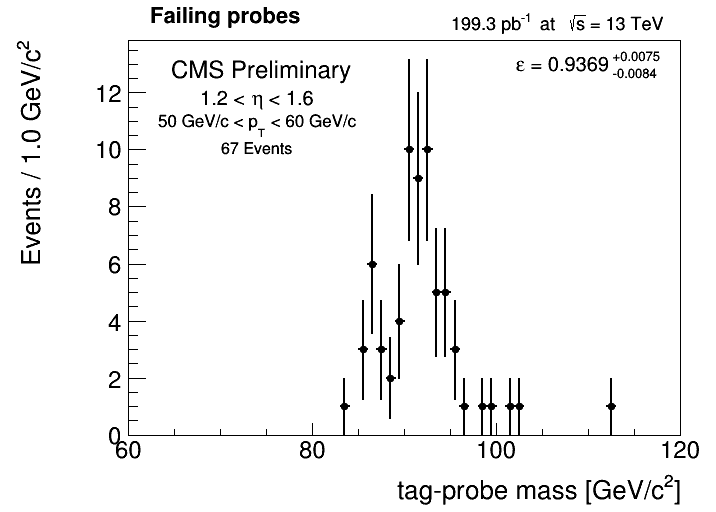 Failing probes
199.3 pb⁻¹ at √s = 13 TeV
CMS Preliminary
ε = 0.9369 +0.0075 -0.0084
1.2 < η < 1.6
50 GeV/c < p_T < 60 GeV/c
67 Events
Events / 1.0 GeV/c²
12
10
8
6
4
2
0
60 80 100 120
tag-probe mass [GeV/c²]